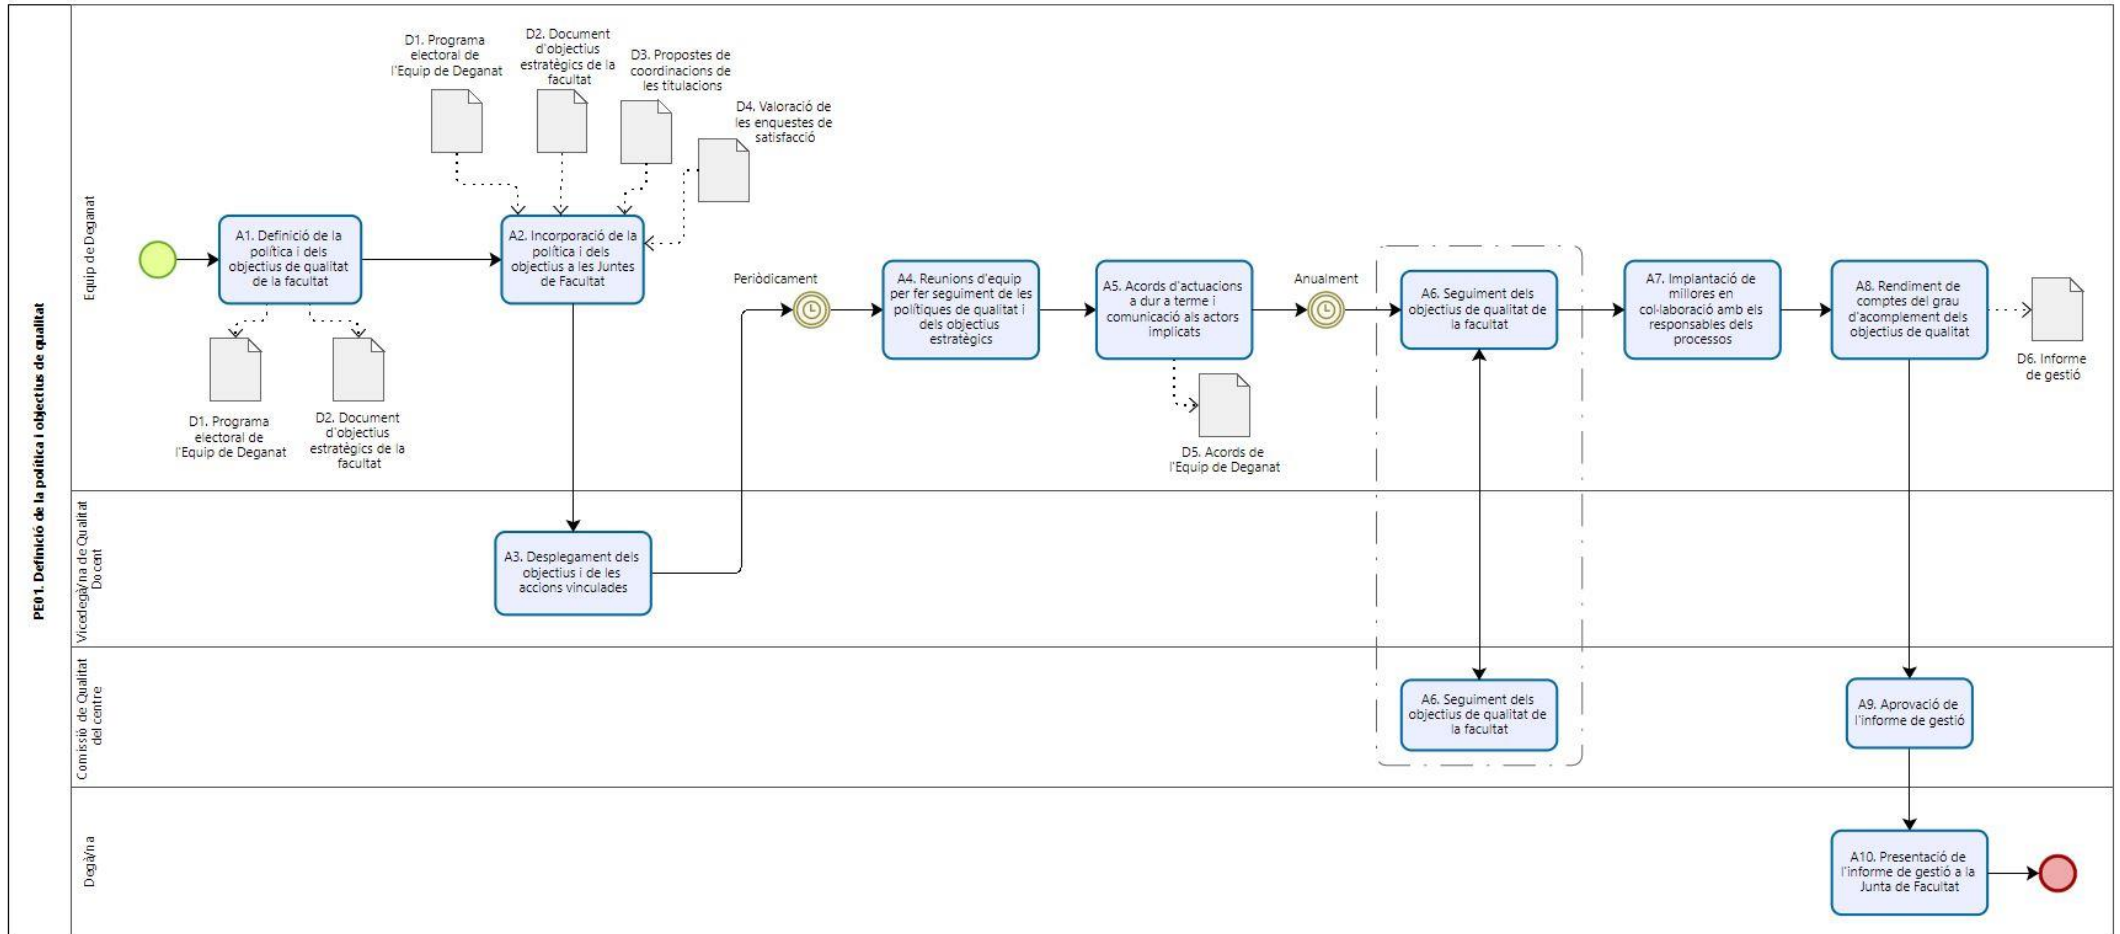 PE01. Definició de la política i objectius de qualitat
Equip de Deganat
D1. Programa
electoral de
l'Equip de Deganat
D2. Document
d'objectius
estratègics de la
facultat
D3. Propostes de
coordinacions de
les titulacions
D4. Valoració de
les enquestes de
satisfacció
A1. Definició de la
política i dels
objectius de qualitat
de la facultat
A2. Incorporació de la
política i dels
objectius a les Juntes
de Facultat
D1. Programa
electoral de
l'Equip de Deganat
D2. Document
d'objectius
estratègics de la
facultat
Periòdicament
A4. Reunions d'equip
per fer seguiment de les
polítiques de qualitat i
dels objectius
estratègics
A5. Acords d'actuacions
a dur a terme i
comunicació als actors
implicats
D5. Acords de
l'Equip de Deganat
Anualment
A6. Seguiment dels
objectius de qualitat de
la facultat
A7. Implantació de
millores en
col·laboració amb els
responsables dels
processos
A8. Rendiment de
comptes del grau
d'acomplement dels
objectius de qualitat
D6. Informe
de gestió
Vicedegà/na de Qualitat
Docent
A3. Desplegament dels
objectius i de les
accions vinculades
Comissió de Qualitat
del centre
A6. Seguiment dels
objectius de qualitat de
la facultat
A9. Aprovació de
l'informe de gestió
Degà/na
A10. Presentació de
l'informe de gestió a la
Junta de Facultat